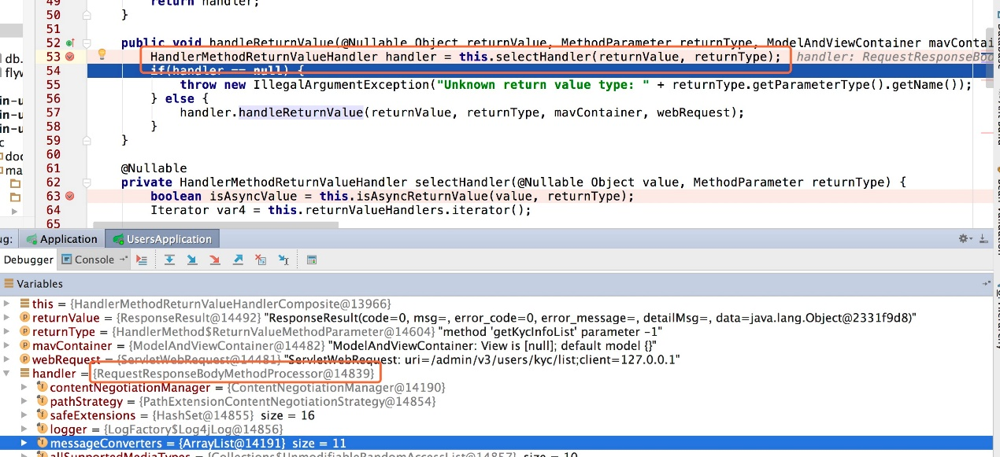 49 return handler;
50 }
51
52 public void handleReturnValue(@Nullable Object returnValue, MethodParameter returnType, ModelAndViewContainer mavContai
53 HandlerMethodReturnValueHandler handler = this.selectHandler(returnValue, returnType); handler: RequestResponseBod
54 if(handler == null) {
55 throw new IllegalArgumentException("Unknown return value type: " + returnType.getParameterType().getName());
56 } else {
57 handler.handleReturnValue(returnValue, returnType, mavContainer, webRequest);
58 }
59 }
60
61 @Nullable
62 private HandlerMethodReturnValueHandler selectHandler(@Nullable Object value, MethodParameter returnType) {
63 boolean isAsyncValue = this.isAsyncReturnValue(value, returnType);
64 Iterator var4 = this.returnValueHandlers.iterator();
65
db.
flyw
in-u
in-u
in-u
c
doc
ma
ug: Application UsersApplication
Debugger Console
Variables
this = {HandlerMethodReturnValueHandlerComposite@13966}
returnValue = {ResponseResult@14492} "ResponseResult(code=0, msg=, error_code=0, error_message=, detailMsg=, data=java.lang.Object@2331f9d8)"
returnType = {HandlerMethod$ReturnValueMethodParameter@14604} "method 'getKycInfoList' parameter -1"
mavContainer = {ModelAndViewContainer@14482} "ModelAndViewContainer: View is [null]; default model {}"
webRequest = {ServletWebRequest@14481} "ServletWebRequest: uri=/admin/v3/users/kyc/list;client=127.0.0.1"
handler = {RequestResponseBodyMethodProcessor@14839}
contentNegotiationManager = {ContentNegotiationManager@14190}
pathStrategy = {PathExtensionContentNegotiationStrategy@14854}
safeExtensions = {HashSet@14855} size = 16
logger = {LogFactory$Log4jLog@14856}
messageConverters = {ArrayList@14191} size = 11
allSupportedMediaTypes = {Collections$UnmodifiableRandomAccessList@14857} size = 10